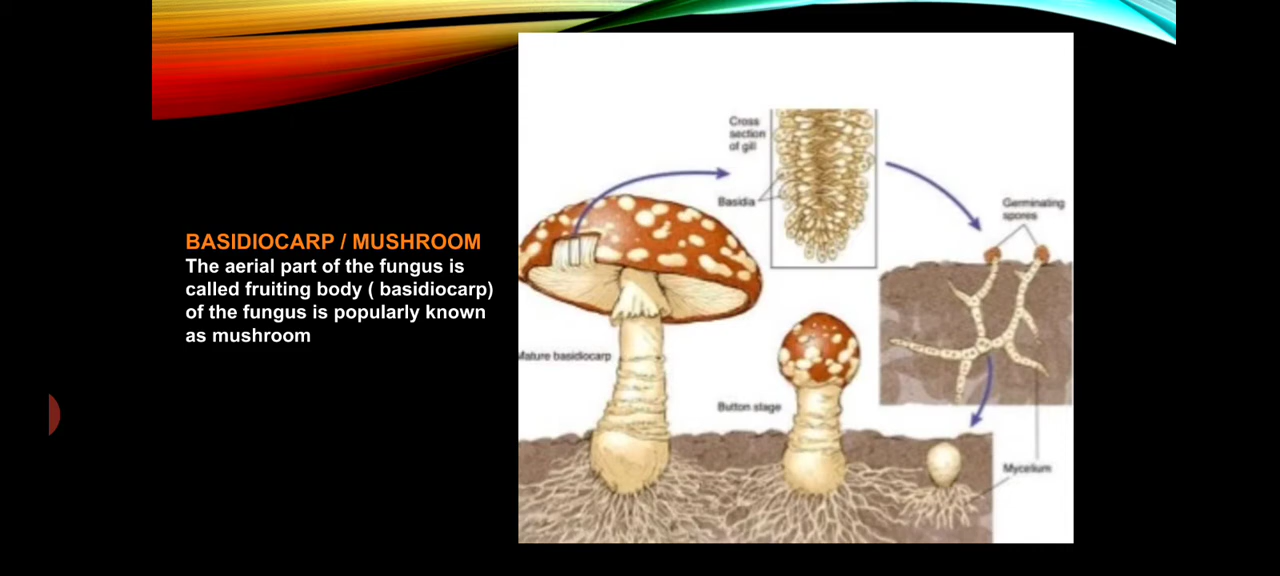 BASIDIOCARP / MUSHROOM
The aerial part of the fungus is
called fruiting body ( basidiocarp)
of the fungus is popularly known
as mushroom
Cross
section
of gill
Basidia
Germinating
spores
Mature basidiocarp
Button stage
Mycelium